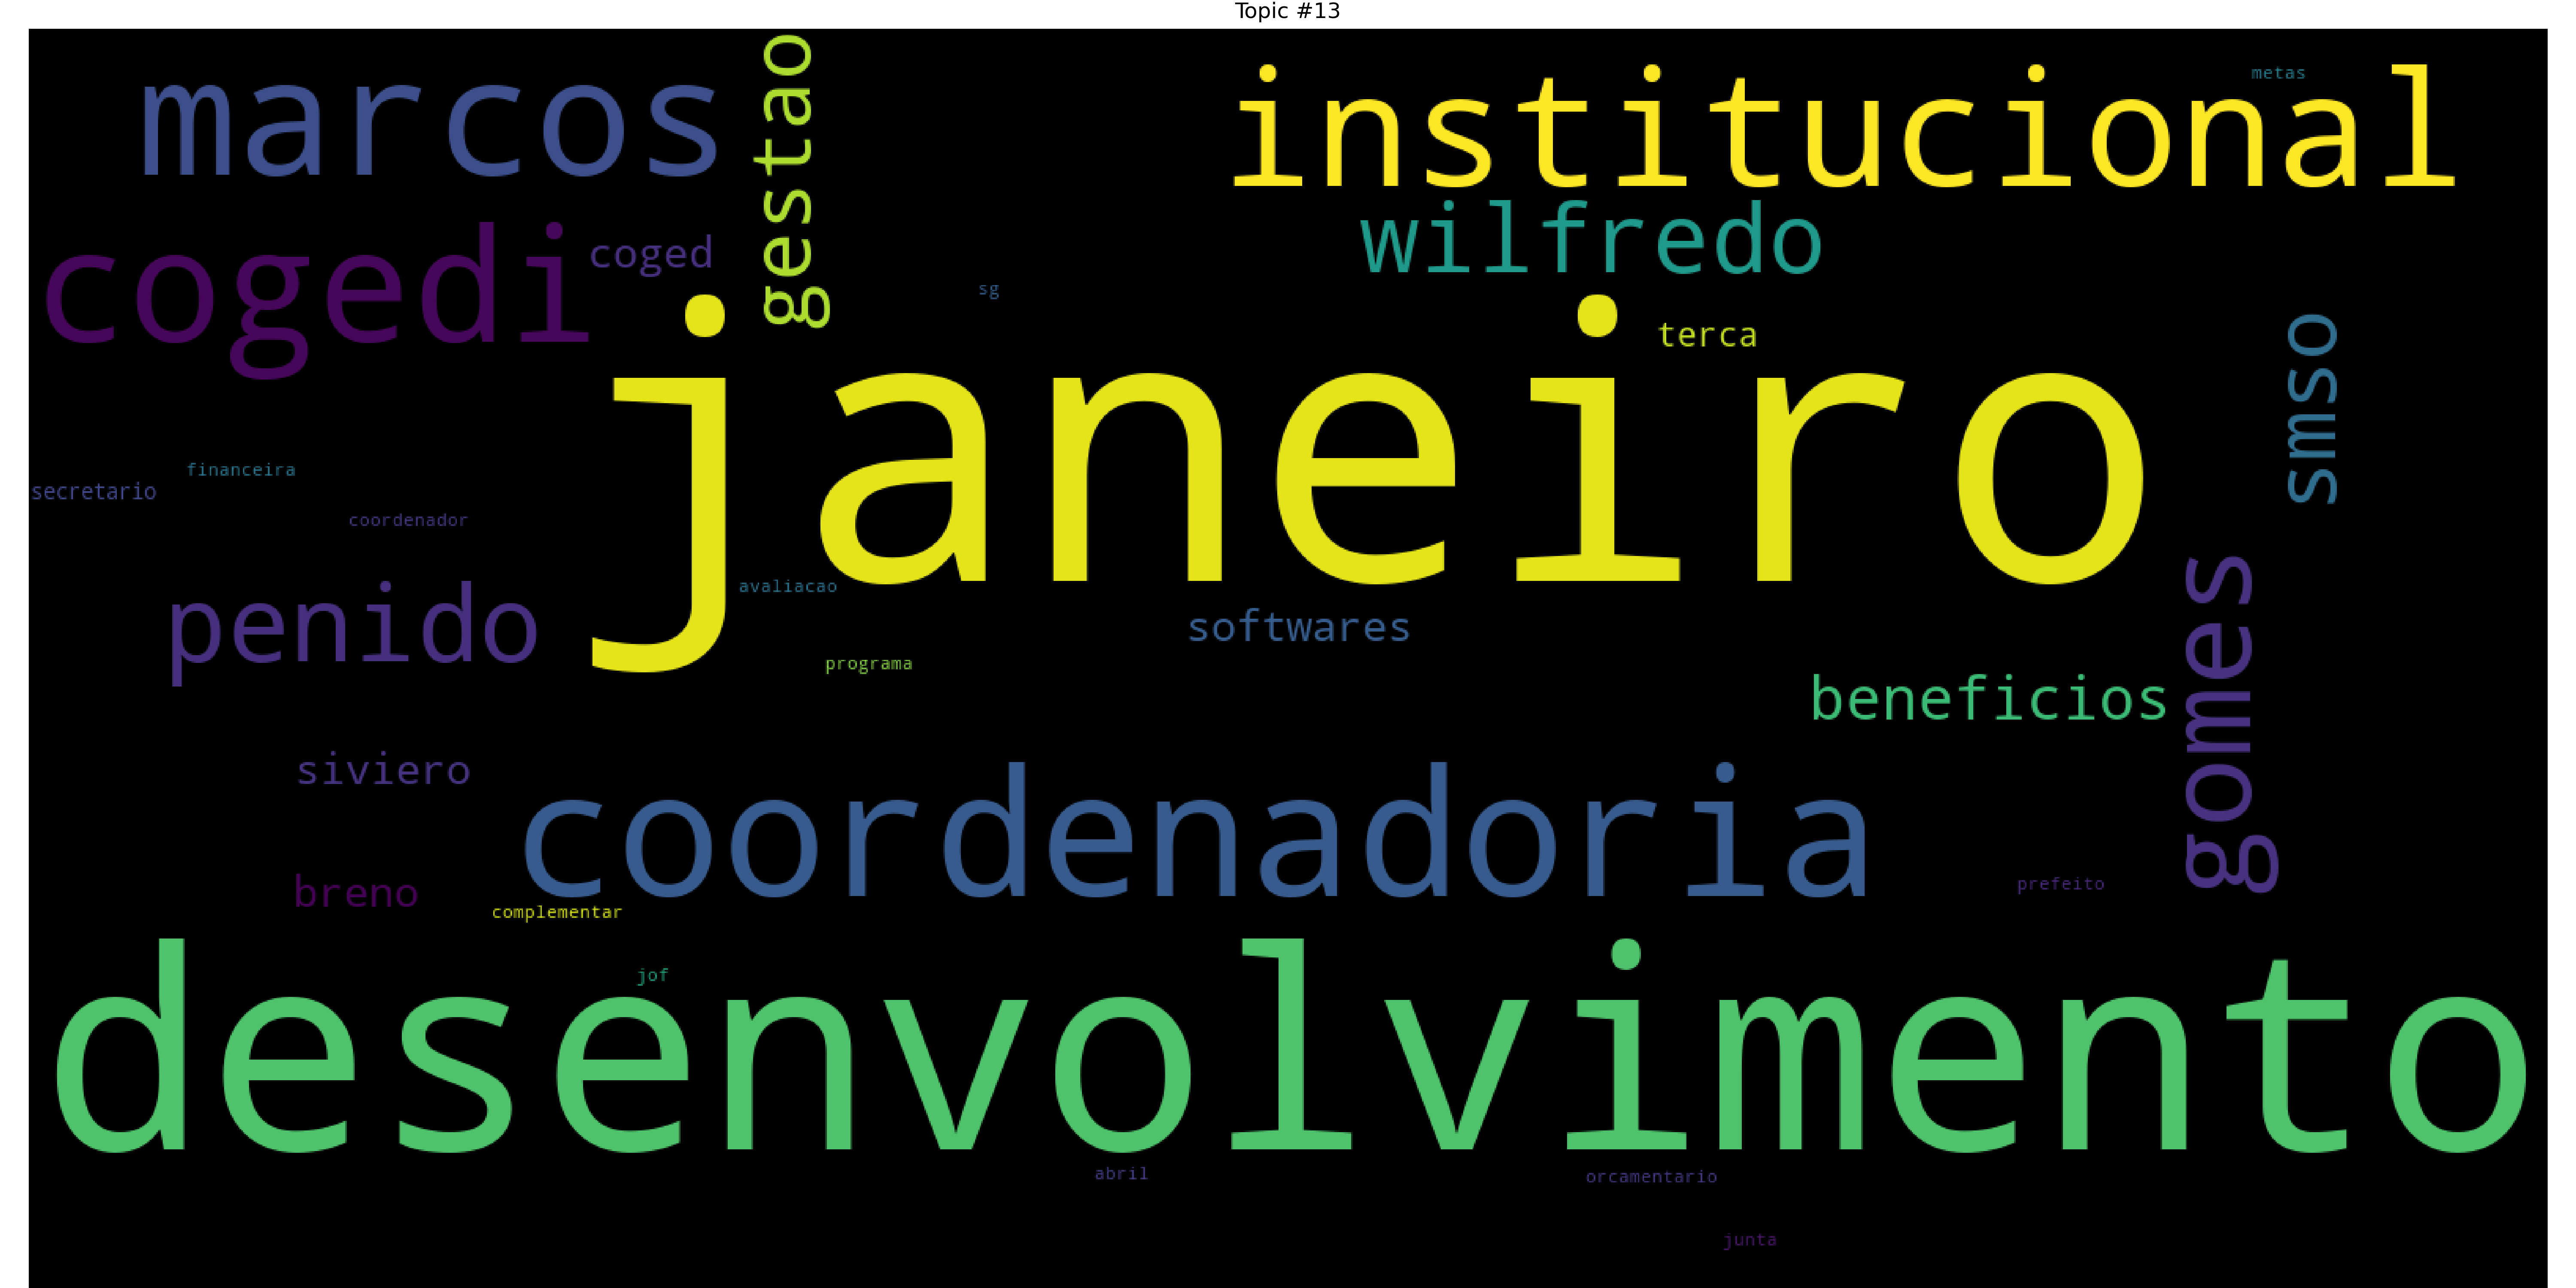 Topic #13
marcos
gestao
institucional
metas
cogedi
coged
wilfredo
sg
janeiro
terca
smso
financeira
secretario
coordenador
penido
avaliacao
softwares
gomes
programa
beneficios
siviero
coordenadoria
breno
prefeito
complementar
desenvolvimento
jof
abril
orcamentario
junta